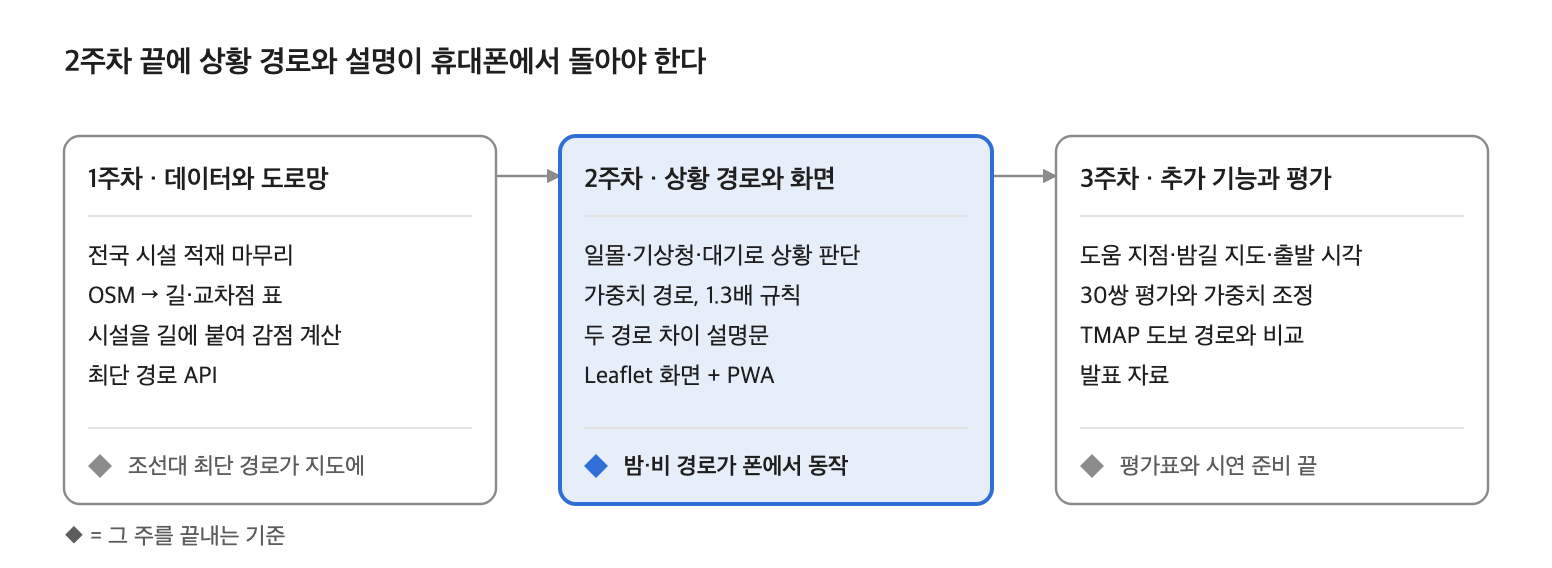 2주차 끝에 상황 경로와 설명이 휴대폰에서 돌아야 한다
1주차 · 데이터와 도로망
전국 시설 적재 마무리
OSM → 길·교차점 표
시설을 길에 붙여 감점 계산
최단 경로 API
◆ 조선대 최단 경로가 지도에
2주차 · 상황 경로와 화면
일몰·기상청·대기로 상황 판단
가중치 경로, 1.3배 규칙
두 경로 차이 설명문
Leaflet 화면 + PWA
◆ 밤·비 경로가 폰에서 동작
3주차 · 추가 기능과 평가
도움 지점·밤길 지도·출발 시각
30쌍 평가와 가중치 조정
TMAP 도보 경로와 비교
발표 자료
◆ 평가표와 시연 준비 끝
◆ = 그 주를 끝내는 기준